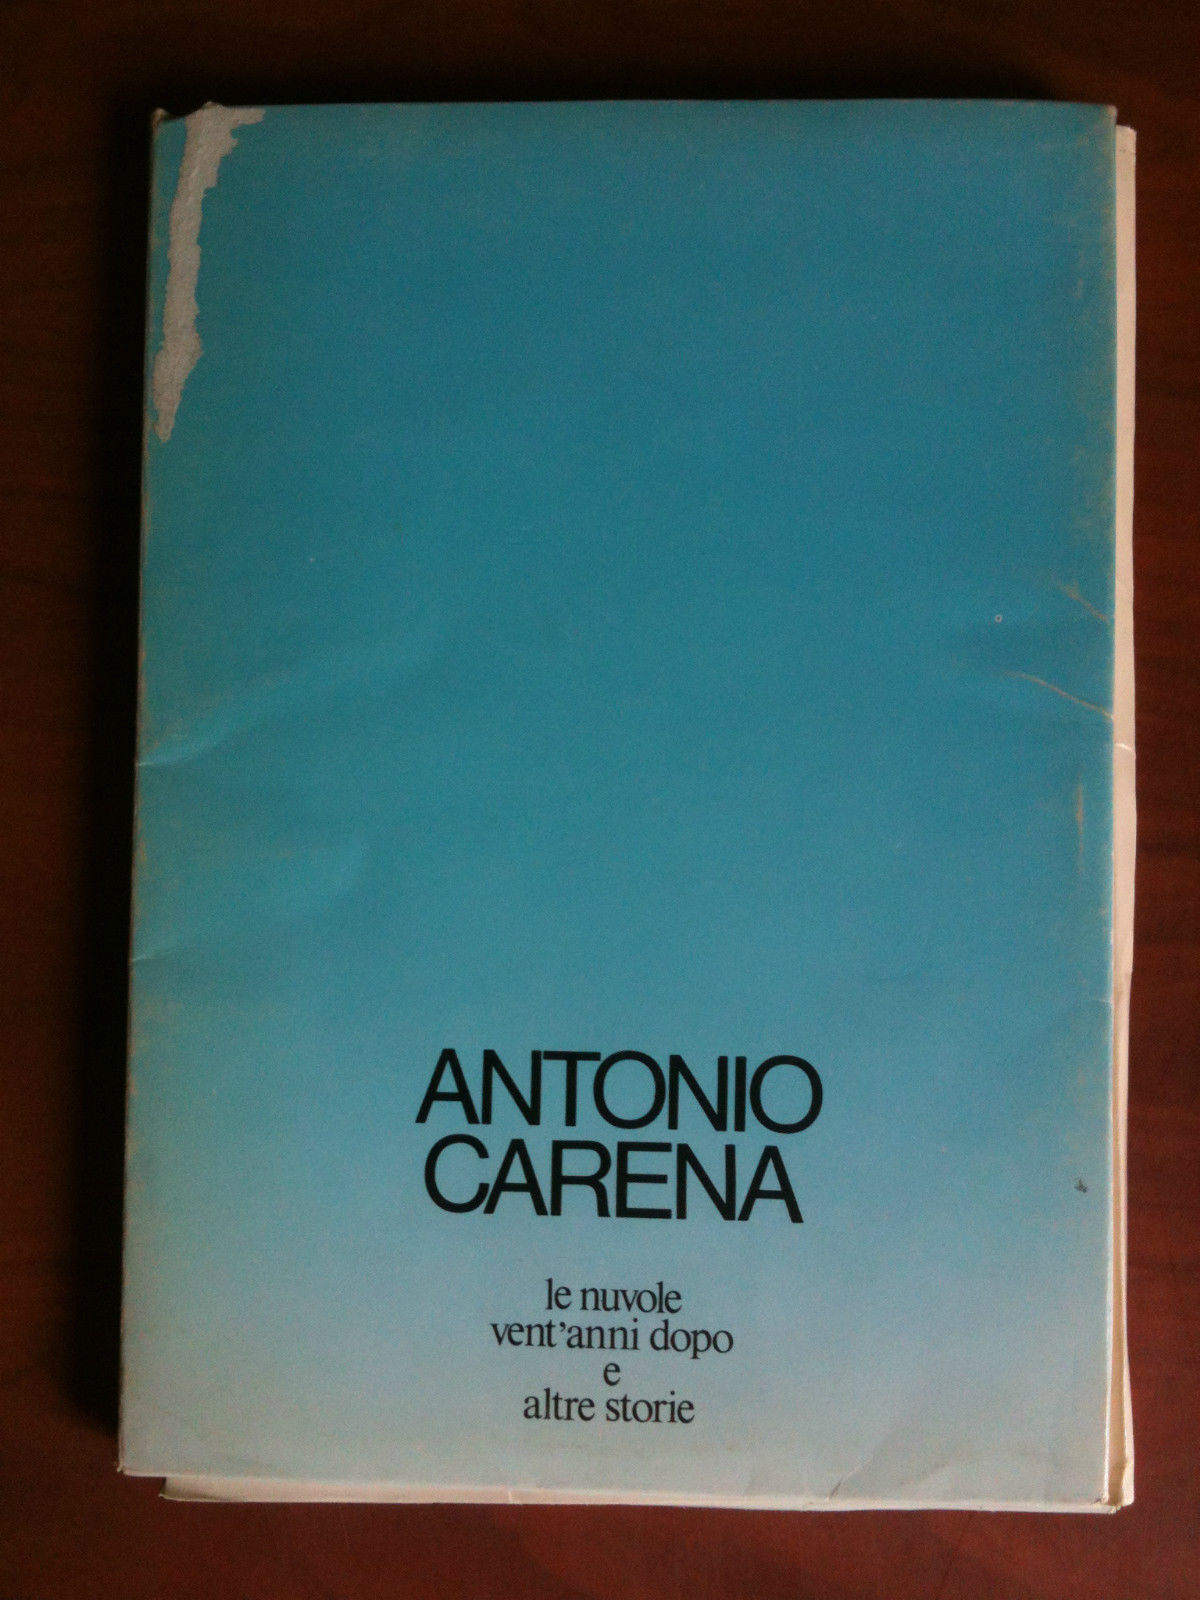 ANTONIO
CARENA
le nuvole
vent'anni dopo
e
altre storie